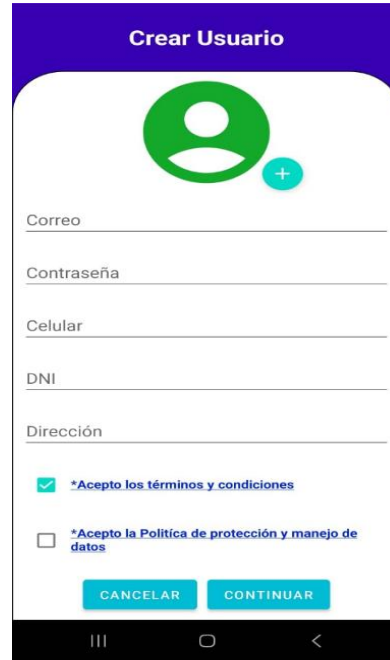 Crear Usuario
+
Correo
Contraseña
Celular
DNI
Dirección
*Acepto los términos y condiciones
*Acepto la Politíca de protección y manejo de
datos
CANCELAR
CONTINUAR